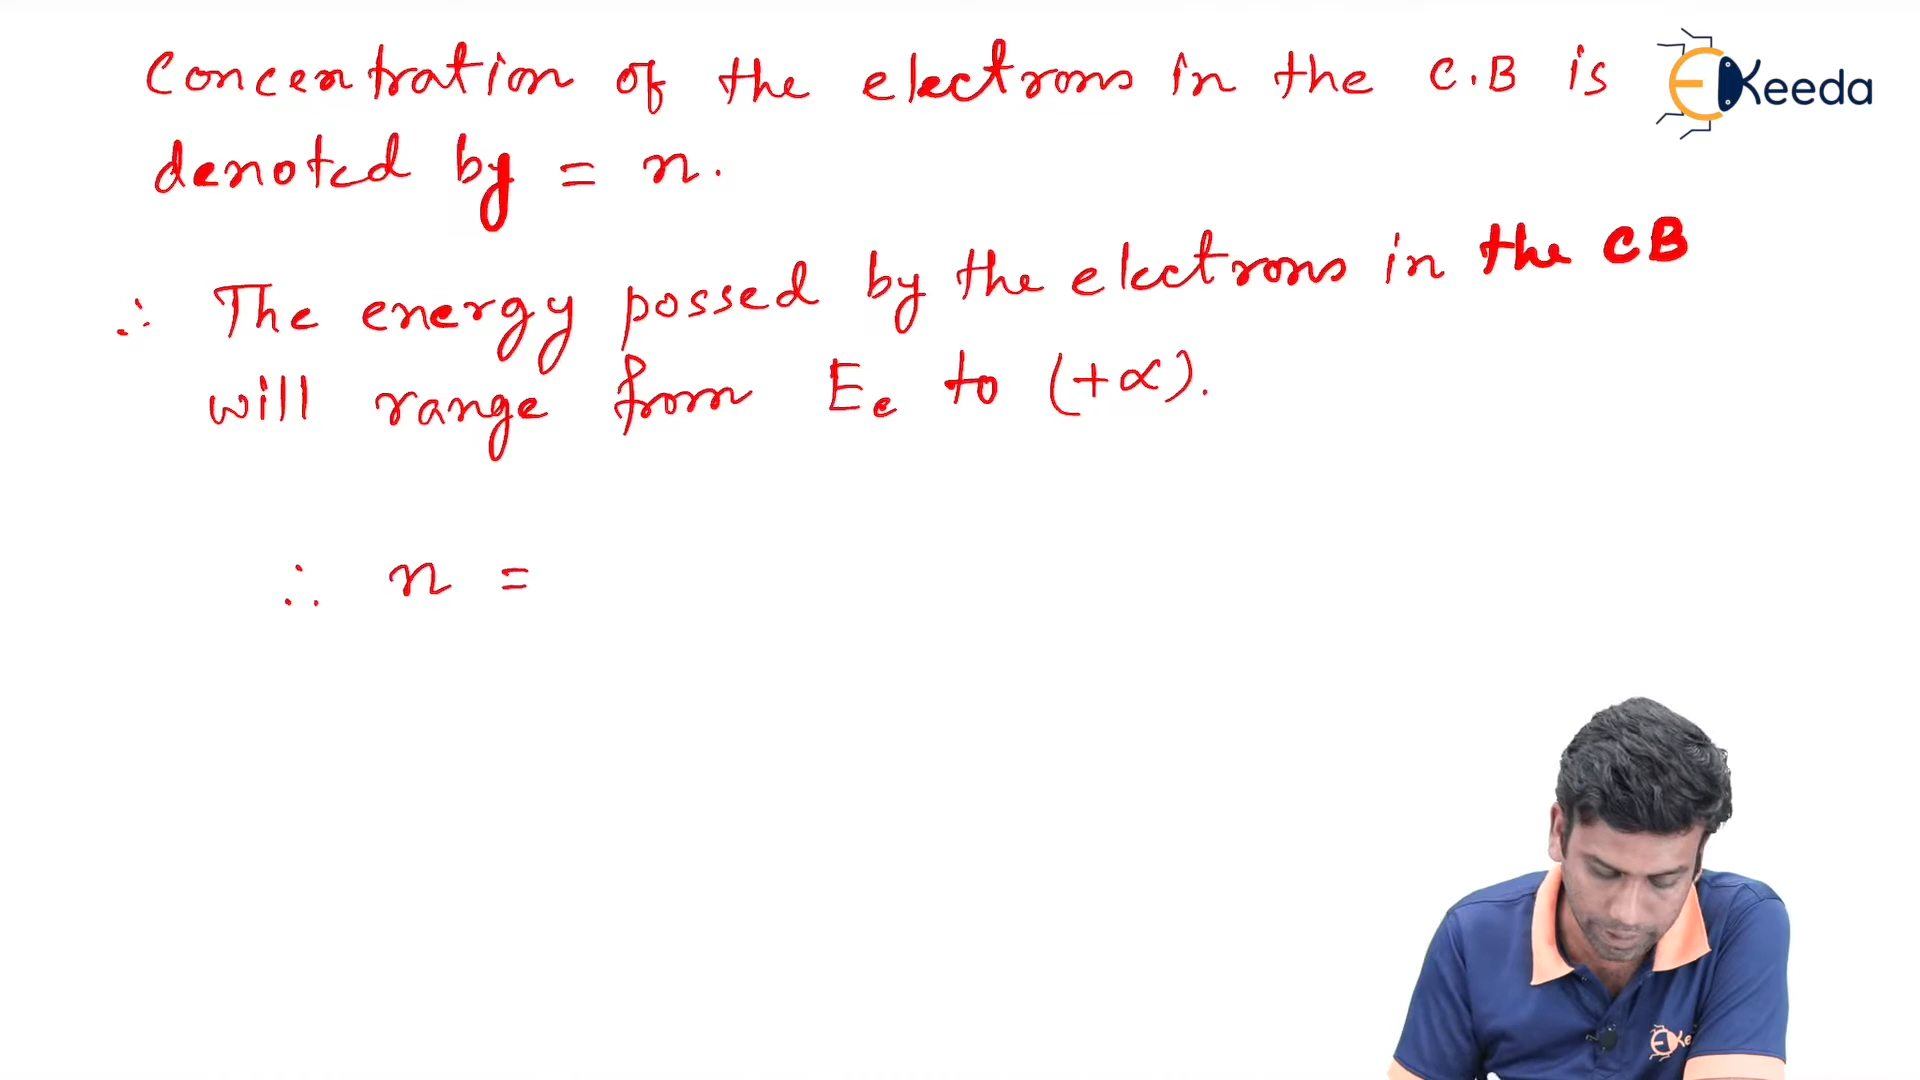 Concentration of the electrons in the C.B is
denoted by = n.
∴ The energy possed by the electrons in the CB
will range from Ec to (+α).
∴ n =
EKeeda
EKe